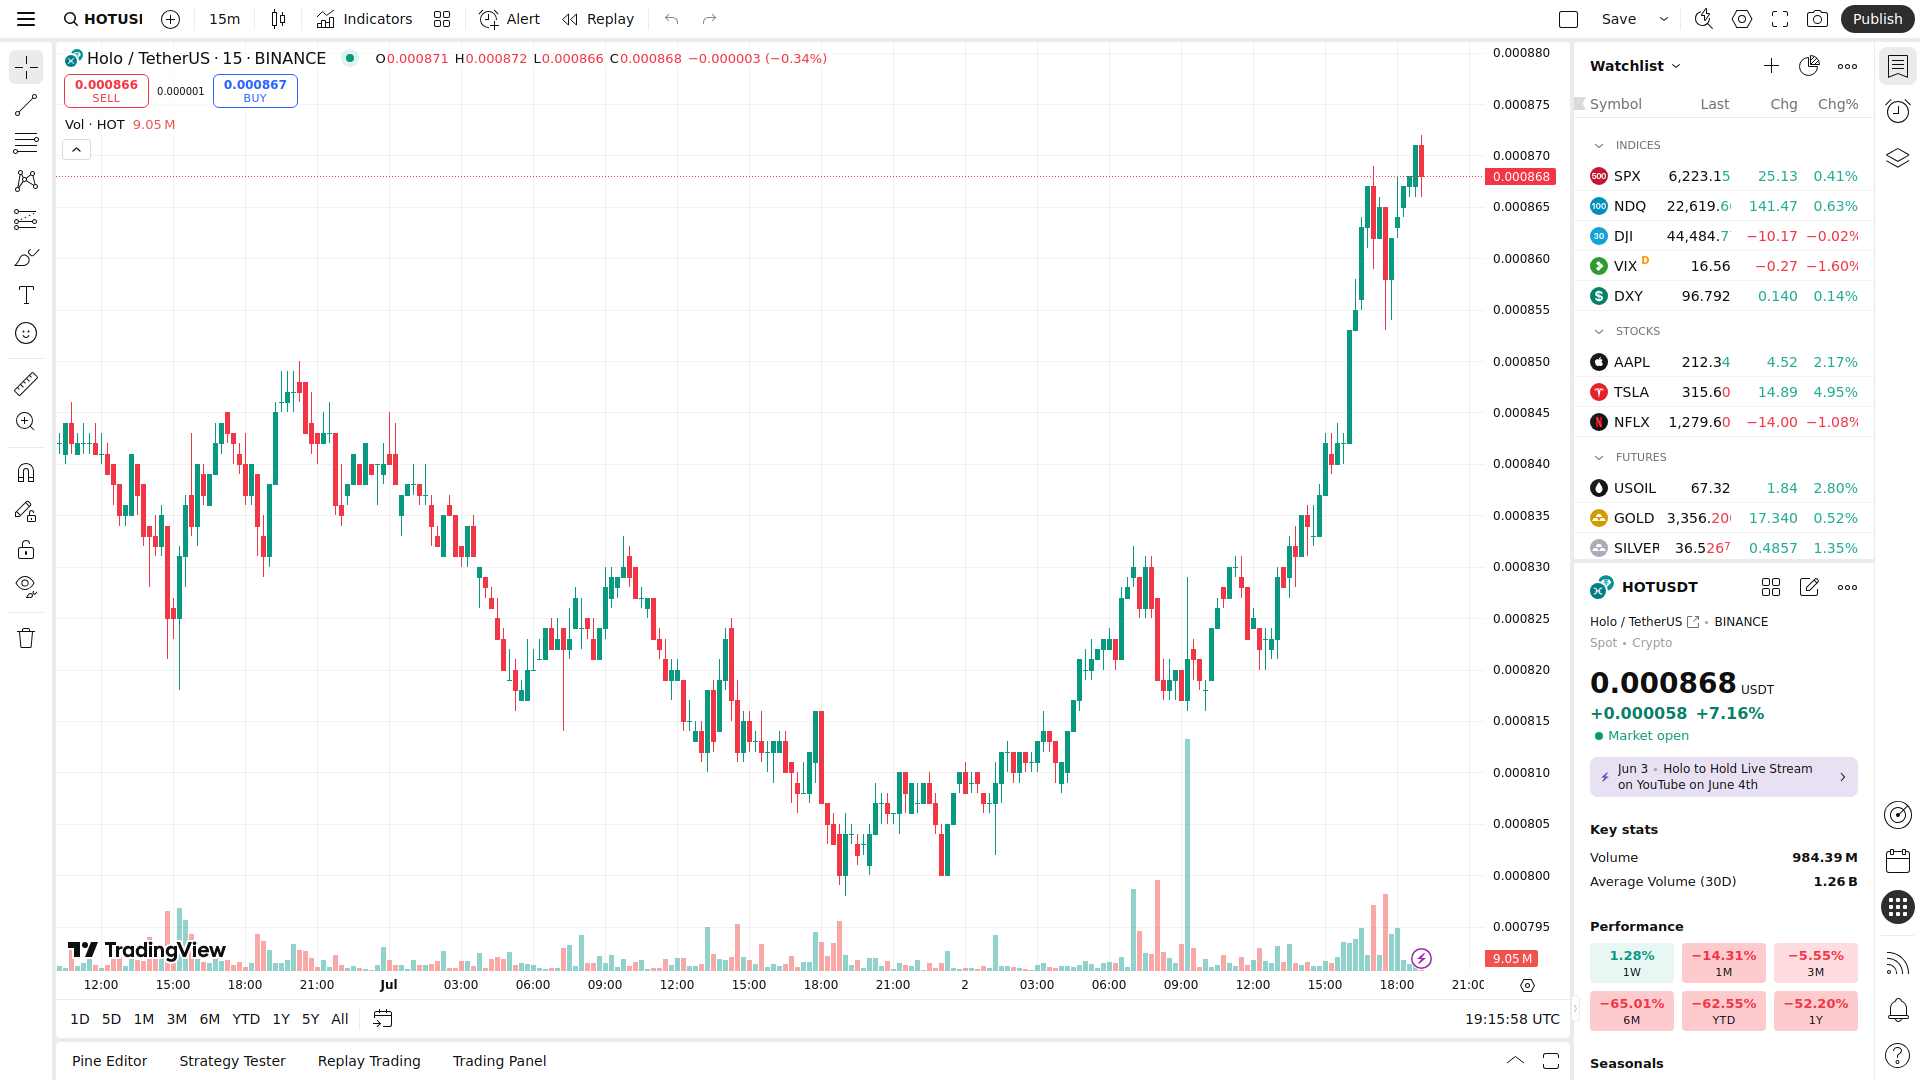 HOTUSI
15m
Indicators
Alert
Replay
Save
Publish
Holo / TetherUS · 15 · BINANCE
O0.000871 H0.000872 L0.000866 C0.000868 −0.000003 (−0.34%)
0.000866
SELL
0.000001
0.000867
BUY
Vol · HOT 9.05 M
0.000880
0.000875
0.000870
0.000868
0.000865
0.000860
0.000855
0.000850
0.000845
0.000840
0.000835
0.000830
0.000825
0.000820
0.000815
0.000810
0.000805
0.000800
0.000795
9.05 M
TradingView
12:00 15:00 18:00 21:00 Jul 03:00 06:00 09:00 12:00 15:00 18:00 21:00 2 03:00 06:00 09:00 12:00 15:00 18:00 21:00
1D 5D 1M 3M 6M YTD 1Y 5Y All
19:15:58 UTC
Pine Editor Strategy Tester Replay Trading Trading Panel
Watchlist
Symbol Last Chg Chg%
INDICES
500 SPX 6,223.15 25.13 0.41%
100 NDQ 22,619.6 141.47 0.63%
30 DJI 44,484.7 −10.17 −0.02%
VIX D 16.56 −0.27 −1.60%
DXY 96.792 0.140 0.14%
STOCKS
AAPL 212.34 4.52 2.17%
TSLA 315.60 14.89 4.95%
NFLX 1,279.60 −14.00 −1.08%
FUTURES
USOIL 67.32 1.84 2.80%
GOLD 3,356.20 17.340 0.52%
SILVER 36.5267 0.4857 1.35%
HOTUSDT
Holo / TetherUS • BINANCE
Spot • Crypto
0.000868 USDT
+0.000058 +7.16%
Market open
Jun 3 • Holo to Hold Live Stream
on YouTube on June 4th
Key stats
Volume 984.39 M
Average Volume (30D) 1.26 B
Performance
1.28% −14.31% −5.55%
1W 1M 3M
−65.01% −62.55% −52.20%
6M YTD 1Y
Seasonals